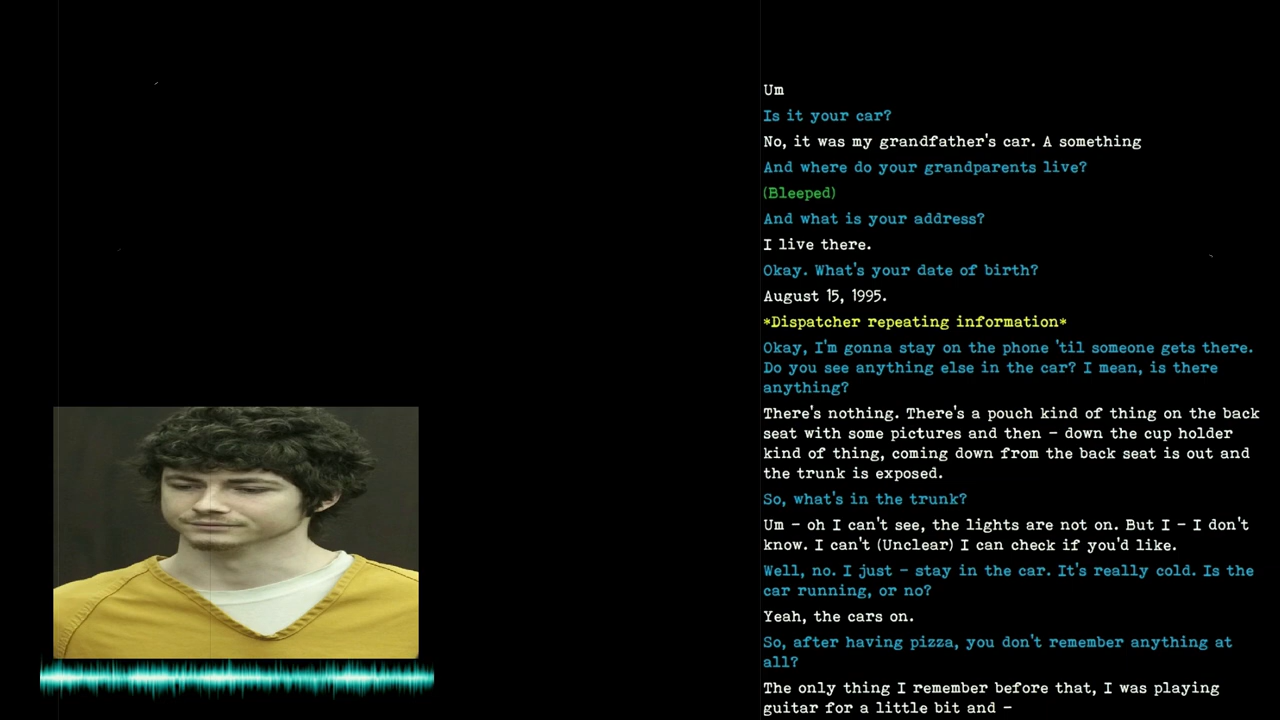 Um
Is it your car?
No, it was my grandfather's car. A something
And where do your grandparents live?
(Bleeped)
And what is your address?
I live there.
Okay. What's your date of birth?
August 15, 1995.
*Dispatcher repeating information*
Okay, I'm gonna stay on the phone 'til someone gets there.
Do you see anything else in the car? I mean, is there
anything?
There's nothing. There's a pouch kind of thing on the back
seat with some pictures and then - down the cup holder
kind of thing, coming down from the back seat is out and
the trunk is exposed.
So, what's in the trunk?
Um - oh I can't see, the lights are not on. But I - I don't
know. I can't (Unclear) I can check if you'd like.
Well, no. I just - stay in the car. It's really cold. Is the
car running, or no?
Yeah, the cars on.
So, after having pizza, you don't remember anything at
all?
The only thing I remember before that, I was playing
guitar for a little bit and -